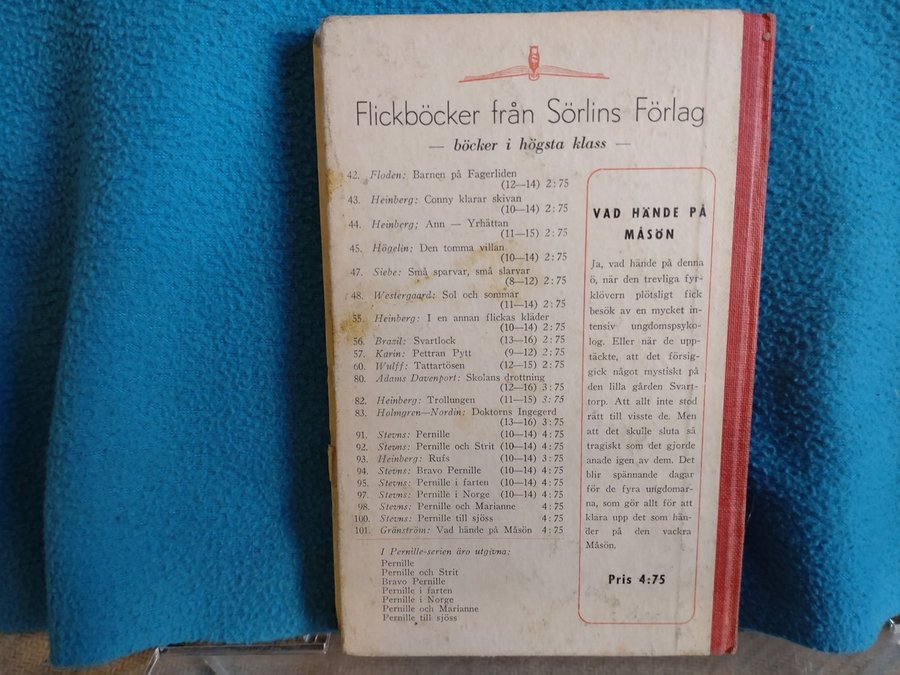 Flickböcker från Sörlins Förlag
— böcker i högsta klass —
42. Floden: Barnen på Fagerliden
(12—14) 2:75
43. Heinberg: Conny klarar skivan
(10—14) 2:75
44. Heinberg: Ann — Yrhättan
(11—15) 2:75
45. Högelin: Den tomma villan
(10—14) 2:75
47. Siebe: Små sparvar, små slarvar
(8—12) 2:75
48. Westergaard: Sol och sommar
(11—14) 2:75
55. Heinberg: I en annan flickas kläder
(10—14) 2:75
56. Brazil: Svartlock (13—16) 2:75
57. Karin: Pettran Pytt (9—12) 2:75
60. Wulff: Tattartösen (12—15) 2:75
80. Adams Davenport: Skolans drottning
(12—16) 3:75
82. Heinberg: Trollungen (11—15) 3:75
83. Holmgren—Nordin: Doktorns Ingegerd
(13—16) 3:75
91. Stevns: Pernille (10—14) 4:75
92. Stevns: Pernille och Strit (10—14) 4:75
93. Heinberg: Rufs (10—14) 3:75
94. Stevns: Bravo Pernille (10—14) 4:75
95. Stevns: Pernille i farten (10—14) 4:75
97. Stevns: Pernille i Norge (10—14) 4:75
98. Stevns: Pernille och Marianne 4:75
100. Stevns: Pernille till sjöss 4:75
101. Gränström: Vad hände på Måsön 4:75
I Pernille-serien äro utgivna:
Pernille
Pernille och Strit
Bravo Pernille
Pernille i farten
Pernille i Norge
Pernille och Marianne
Pernille till sjöss
VAD HÄNDE PÅ
MÅSÖN
Ja, vad hände på denna
ö, när den trevliga fyr-
klövern plötsligt fick
besök av en mycket in-
tensiv ungdomspsyko-
log. Eller när de upp-
täckte, att det försig-
gick något mystiskt på
den lilla gården Svart-
torp. Att allt inte stod
rätt till visste de. Men
att det skulle sluta så
tragiskt som det gjorde
anade igen av dem. Det
blir spännande dagar
för de fyra ungdomar-
na, som gör allt för att
klara upp det som hän-
der på den vackra
Måsön.
Pris 4:75